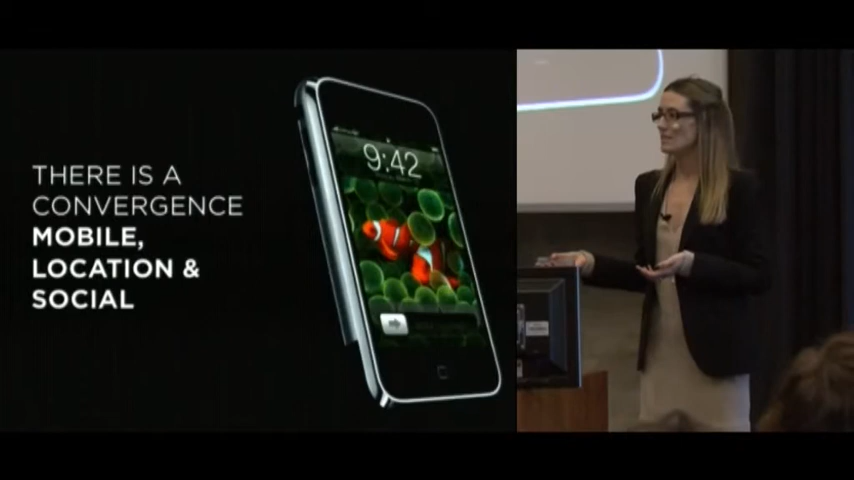 THERE IS A
CONVERGENCE
MOBILE,
LOCATION &
SOCIAL
9:42